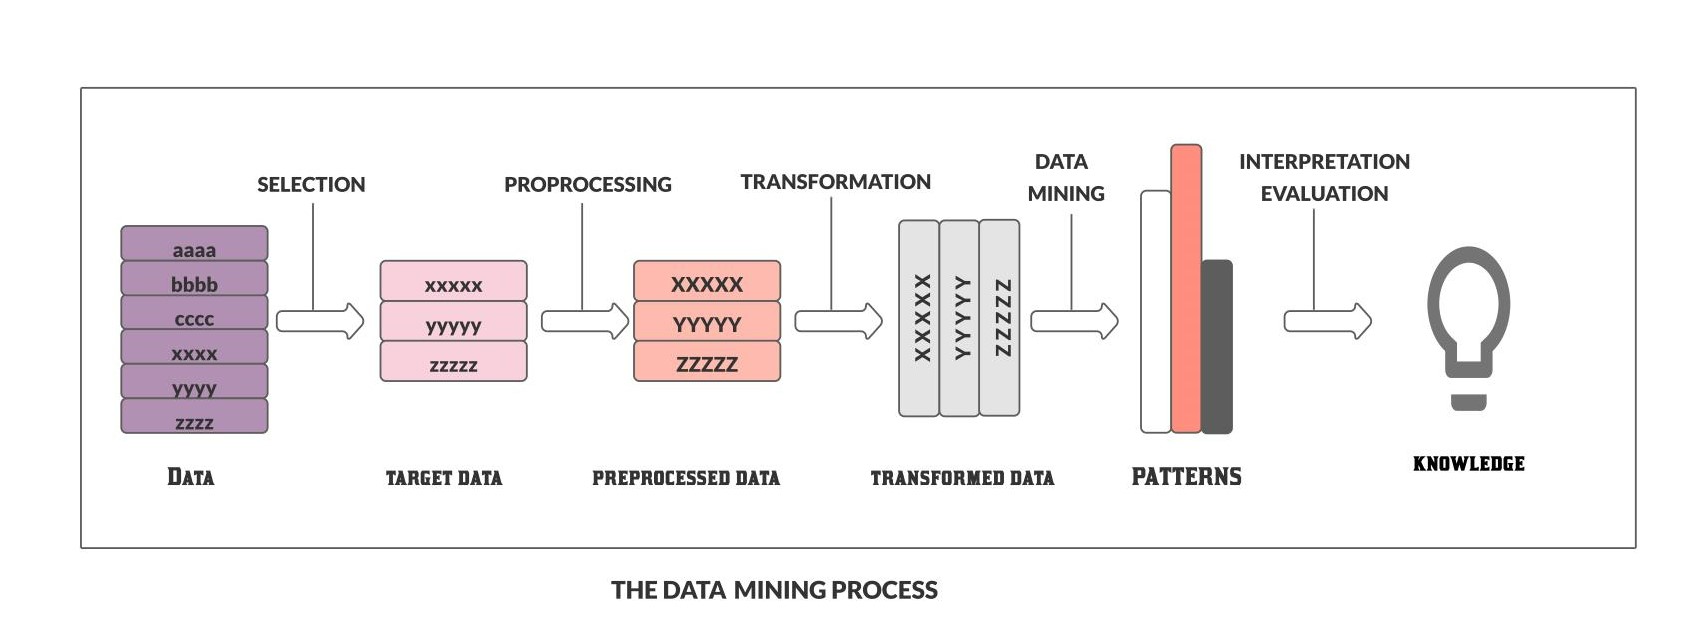 SELECTION
PROPROCESSING
TRANSFORMATION
DATA
MINING
INTERPRETATION
EVALUATION
aaaa
bbbb
cccc
xxxx
yyyy
zzzz
xxxxx
yyyyy
zzzzz
XXXXX
YYYYY
ZZZZZ
XXXXX
YYYYY
ZZZZZ
DATA
TARGET DATA
PREPROCESSED DATA
TRANSFORMED DATA
PATTERNS
KNOWLEDGE
THE DATA MINING PROCESS